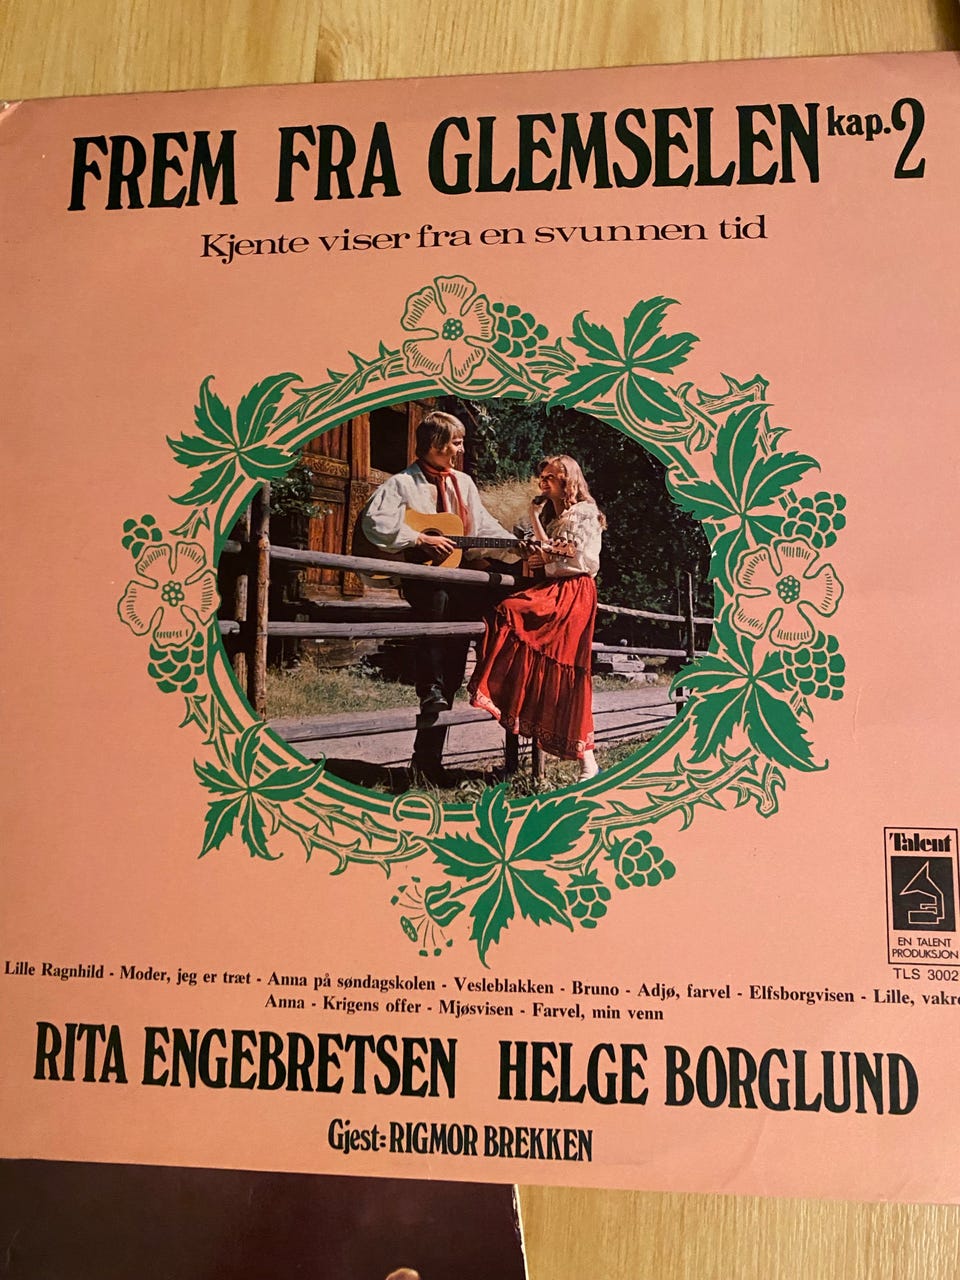 FREM FRA GLEMSELEN kap. 2
Kjente viser fra en svunnen tid
Talent
EN TALENT
PRODUKSJON
TLS 3002
Lille Ragnhild - Moder, jeg er træt - Anna på søndagskolen - Vesleblakken - Bruno - Adjø, farvel - Elfsborgvisen - Lille, vakre
Anna - Krigens offer - Mjøsvisen - Farvel, min venn
RITA ENGEBRETSEN HELGE BORGLUND
Gjest: RIGMOR BREKKEN